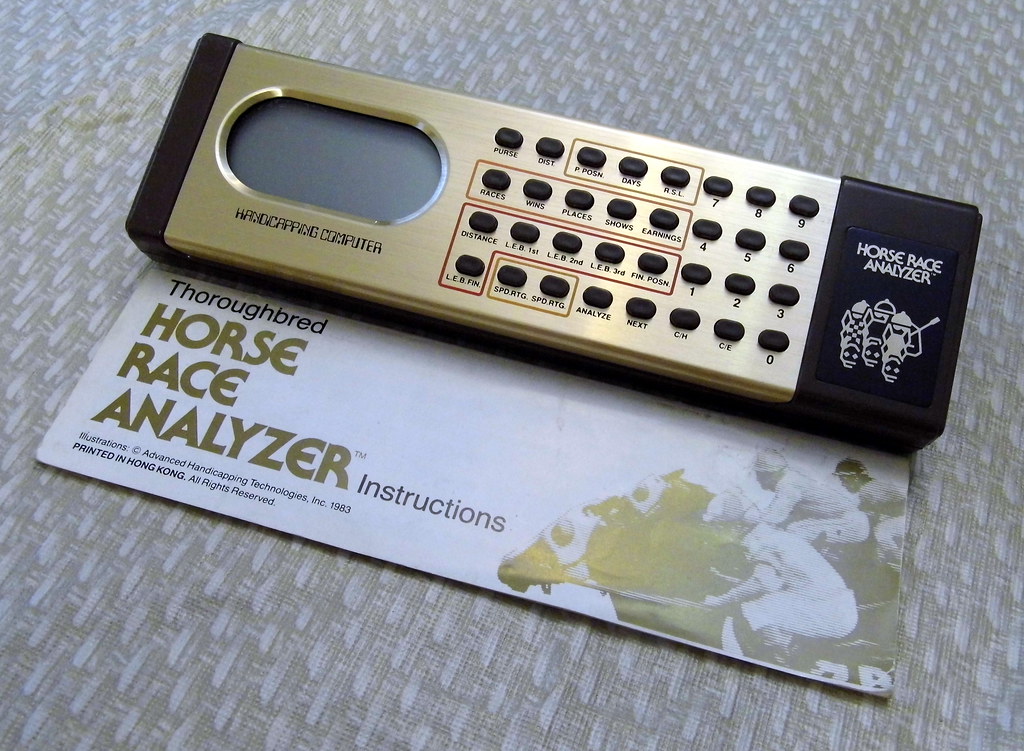 PURSE DIST. P. POSN. DAYS R.S.L. 7 8 9
RACES WINS PLACES SHOWS EARNINGS 4 5 6
DISTANCE L.E.B. 1st L.E.B. 2nd L.E.B. 3rd FIN. POSN. 1 2 3
L.E.B. FIN. SPD.RTG. SPD.RTG. ANALYZE NEXT C/H C/E 0
HANDICAPPING COMPUTER
HORSE RACE
ANALYZER
Thoroughbred
HORSE
RACE
ANALYZER™ Instructions
Illustrations: © Advanced Handicapping Technologies, Inc. 1983
PRINTED IN HONG KONG. All Rights Reserved.